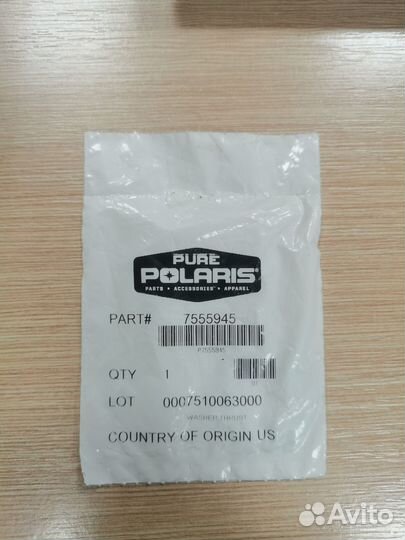 PURE
POLARIS®
PARTS • ACCESSORIES • APPAREL
PART# 7555945
P7555945
QTY 1
01
LOT 0007510063000
WASHER,THRUST
COUNTRY OF ORIGIN US
Avito